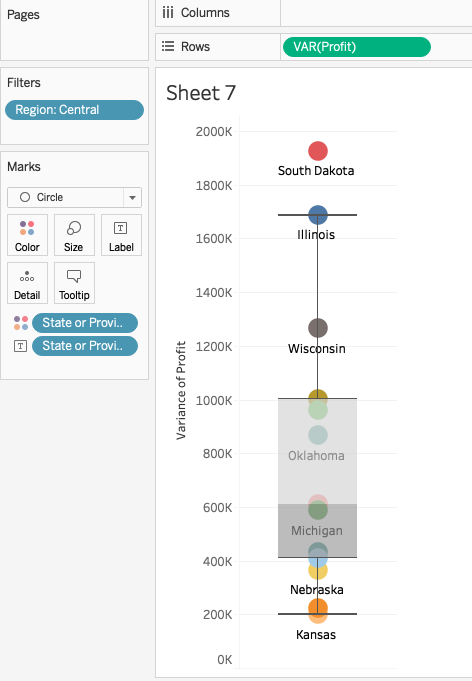 Pages
Columns
Rows
VAR(Profit)
Filters
Region: Central
Marks
Circle
Color
Size
Label
Detail
Tooltip
State or Provi..
State or Provi..
Sheet 7
Variance of Profit
2000K
1800K
1600K
1400K
1200K
1000K
800K
600K
400K
200K
0K
South Dakota
Illinois
Wisconsin
Oklahoma
Michigan
Nebraska
Kansas